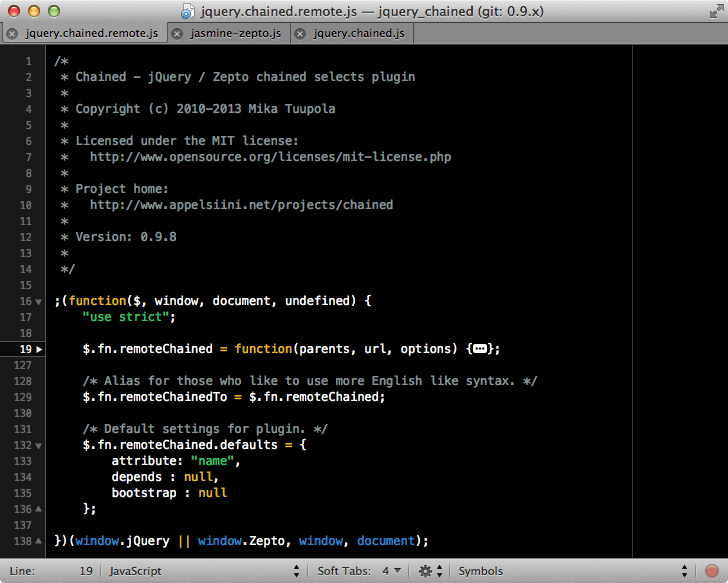 jquery.chained.remote.js — jquery_chained (git: 0.9.x)
jquery.chained.remote.js jasmine-zepto.js jquery.chained.js
1 /*
2  * Chained - jQuery / Zepto chained selects plugin
3  *
4  * Copyright (c) 2010-2013 Mika Tuupola
5  *
6  * Licensed under the MIT license:
7  *   http://www.opensource.org/licenses/mit-license.php
8  *
9  * Project home:
10  *   http://www.appelsiini.net/projects/chained
11  *
12  * Version: 0.9.8
13  *
14  */
15
16 ;(function($, window, document, undefined) {
17     "use strict";
18
19     $.fn.remoteChained = function(parents, url, options) {•••};
127
128     /* Alias for those who like to use more English like syntax. */
129     $.fn.remoteChainedTo = $.fn.remoteChained;
130
131     /* Default settings for plugin. */
132     $.fn.remoteChained.defaults = {
133         attribute: "name",
134         depends : null,
135         bootstrap : null
136     };
137
138 })(window.jQuery || window.Zepto, window, document);
Line: 19 JavaScript Soft Tabs: 4 Symbols